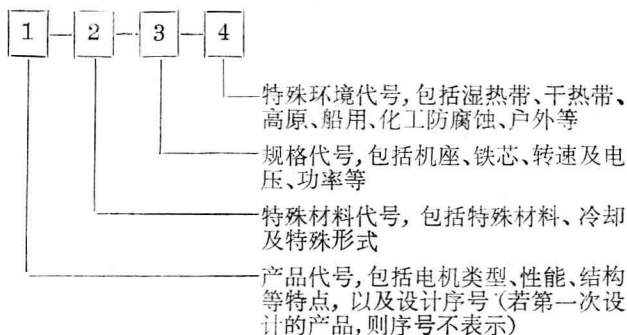 1 — 2 — 3 — 4
特殊环境代号,包括湿热带、干热带、
高原、船用、化工防腐蚀、户外等
规格代号,包括机座、铁芯、转速及电
压、功率等
特殊材料代号, 包括特殊材料、冷却
及特殊形式
产品代号,包括电机类型、性能、结构
等特点, 以及设计序号(若第一次设
计的产品,则序号不表示)